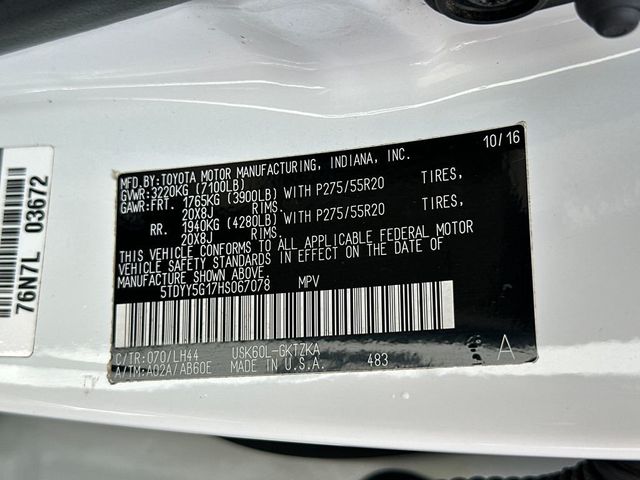 10/16
MFD.BY:TOYOTA MOTOR MANUFACTURING, INDIANA, INC.
GVWR:3220KG (7100LB)
GAWR:FRT. 1765KG (3900LB) WITH P275/55R20 TIRES,
20X8J RIMS
RR. 1940KG (4280LB) WITH P275/55R20 TIRES,
20X8J RIMS.
THIS VEHICLE CONFORMS TO ALL APPLICABLE FEDERAL MOTOR
VEHICLE SAFETY STANDARDS IN EFFECT ON THE DATE OF
MANUFACTURE SHOWN ABOVE.
5TDYY5G17HS067078 MPV
C/TR:070/LH44 USK60L-GKTZKA
A/TM:A02A/AB60E MADE IN U.S.A. 483 A
76N7L 03672